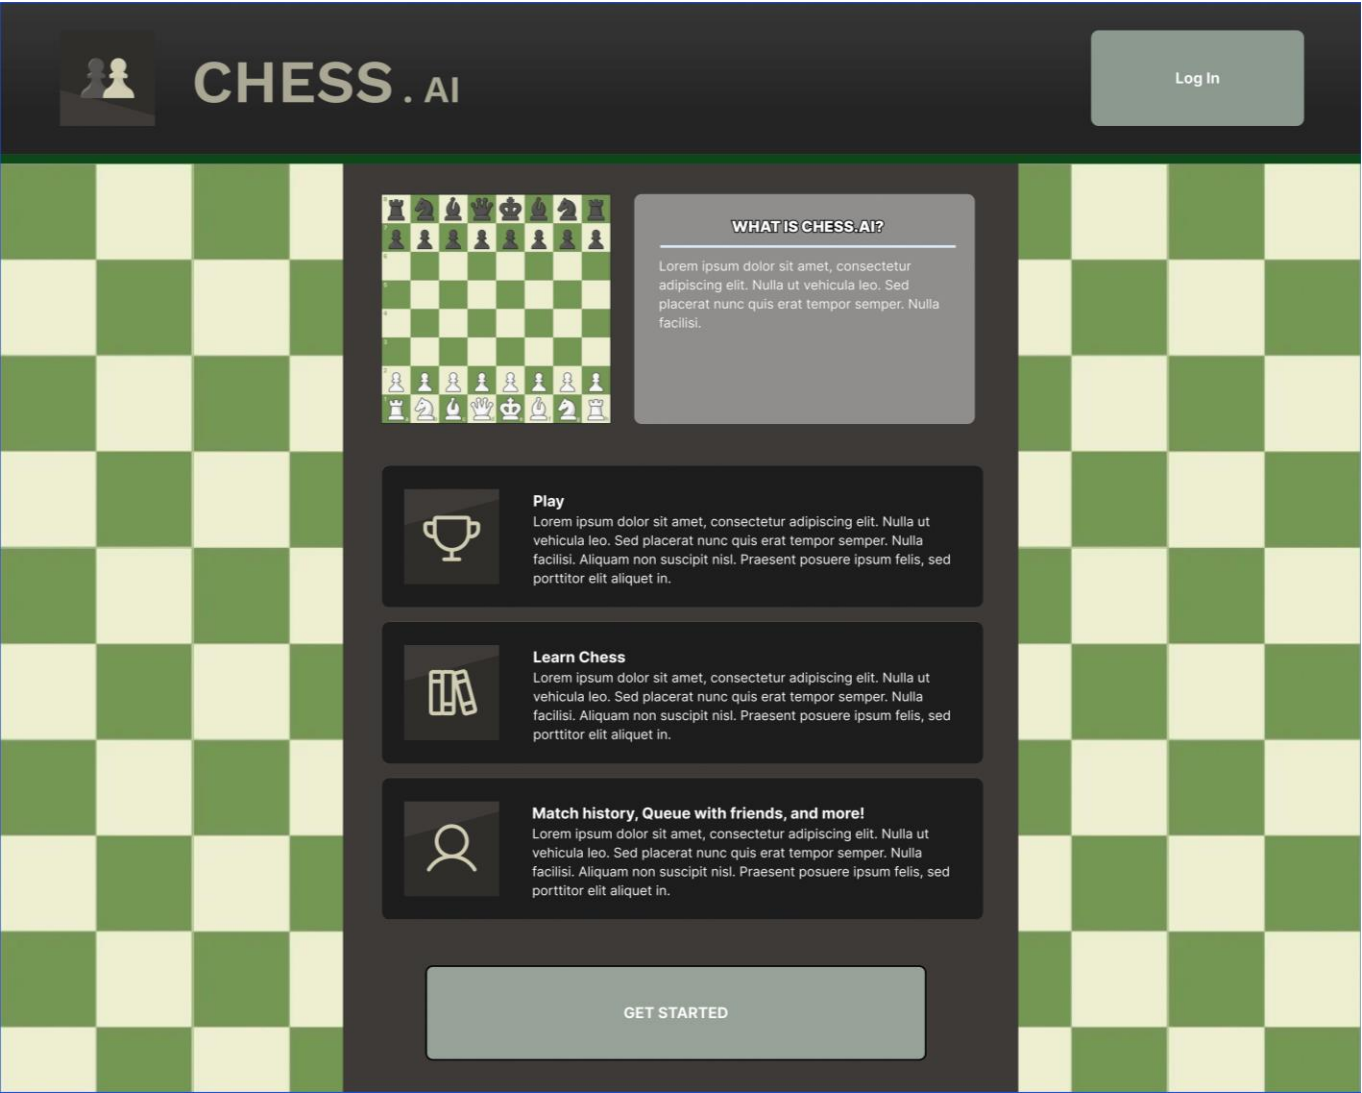 CHESS . AI
Log In
WHAT IS CHESS.AI?
Lorem ipsum dolor sit amet, consectetur
adipiscing elit. Nulla ut vehicula leo. Sed
placerat nunc quis erat tempor semper. Nulla
facilisi.
Play
Lorem ipsum dolor sit amet, consectetur adipiscing elit. Nulla ut
vehicula leo. Sed placerat nunc quis erat tempor semper. Nulla
facilisi. Aliquam non suscipit nisl. Praesent posuere ipsum felis, sed
porttitor elit aliquet in.
Learn Chess
Lorem ipsum dolor sit amet, consectetur adipiscing elit. Nulla ut
vehicula leo. Sed placerat nunc quis erat tempor semper. Nulla
facilisi. Aliquam non suscipit nisl. Praesent posuere ipsum felis, sed
porttitor elit aliquet in.
Match history, Queue with friends, and more!
Lorem ipsum dolor sit amet, consectetur adipiscing elit. Nulla ut
vehicula leo. Sed placerat nunc quis erat tempor semper. Nulla
facilisi. Aliquam non suscipit nisl. Praesent posuere ipsum felis, sed
porttitor elit aliquet in.
GET STARTED